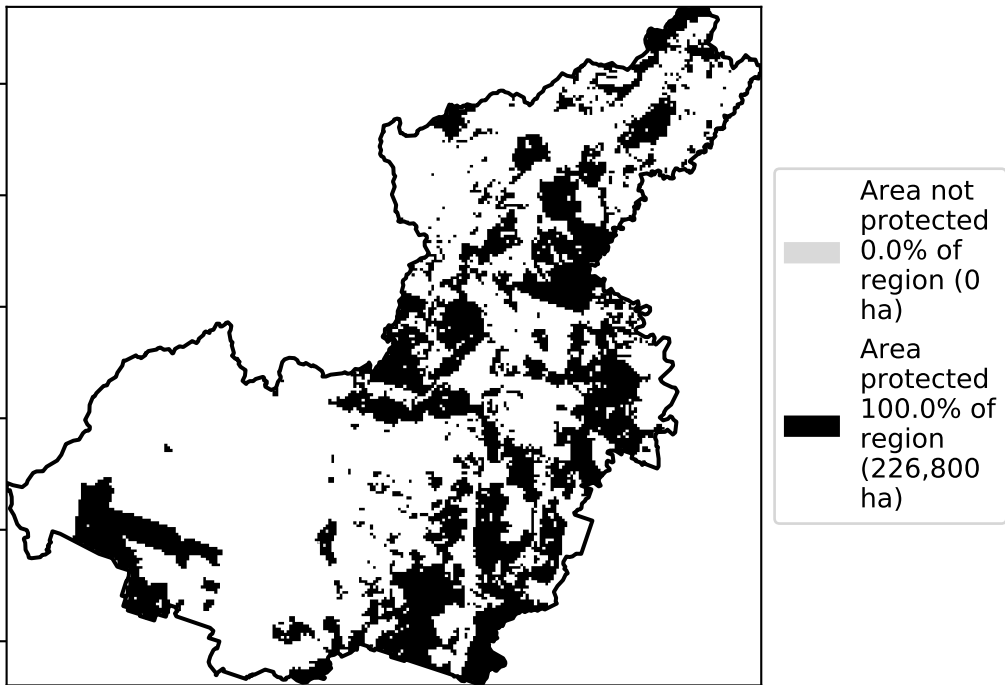 Area not
protected
0.0% of
region (0
ha)
Area
protected
100.0% of
region
(226,800
ha)